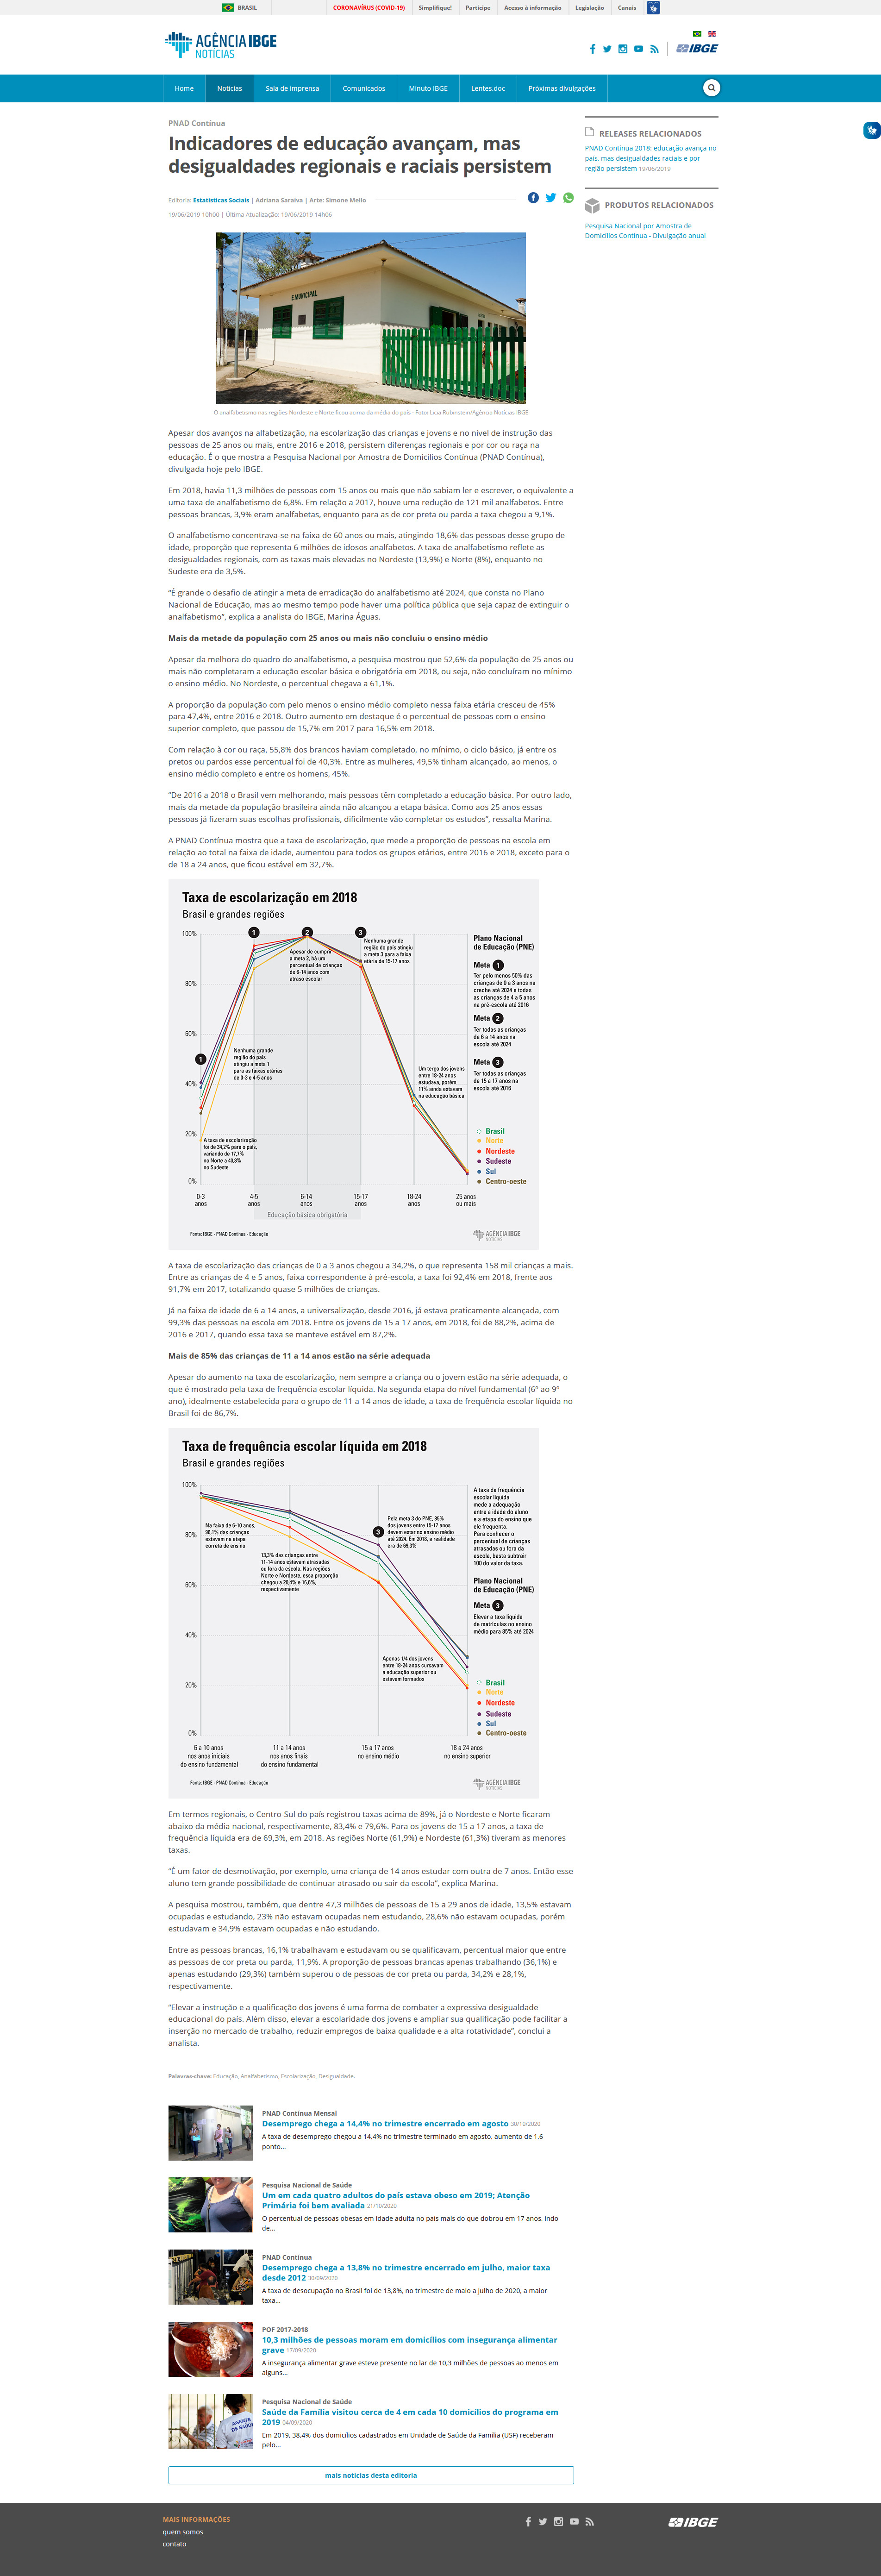 BRASIL
CORONAVÍRUS (COVID-19)
Simplifique!
Participe
Acesso à informação
Legislação
Canais
AGÊNCIA IBGE
NOTÍCIAS
IBGE
Home
Notícias
Sala de imprensa
Comunicados
Minuto IBGE
Lentes.doc
Próximas divulgações
PNAD Contínua
Indicadores de educação avançam, mas
desigualdades regionais e raciais persistem
Editoria: Estatísticas Sociais | Adriana Saraiva | Arte: Simone Mello
19/06/2019 10h00 | Última Atualização: 19/06/2019 14h06
RELEASES RELACIONADOS
PNAD Contínua 2018: educação avança no
país, mas desigualdades raciais e por
região persistem 19/06/2019
PRODUTOS RELACIONADOS
Pesquisa Nacional por Amostra de
Domicílios Contínua - Divulgação anual
E MUNICIPAL
O analfabetismo nas regiões Nordeste e Norte ficou acima da média do país - Foto: Licia Rubinstein/Agência Notícias IBGE
Apesar dos avanços na alfabetização, na escolarização das crianças e jovens e no nível de instrução das
pessoas de 25 anos ou mais, entre 2016 e 2018, persistem diferenças regionais e por cor ou raça na
educação. É o que mostra a Pesquisa Nacional por Amostra de Domicílios Contínua (PNAD Contínua),
divulgada hoje pelo IBGE.
Em 2018, havia 11,3 milhões de pessoas com 15 anos ou mais que não sabiam ler e escrever, o equivalente a
uma taxa de analfabetismo de 6,8%. Em relação a 2017, houve uma redução de 121 mil analfabetos. Entre
pessoas brancas, 3,9% eram analfabetas, enquanto para as de cor preta ou parda a taxa chegou a 9,1%.
O analfabetismo concentrava-se na faixa de 60 anos ou mais, atingindo 18,6% das pessoas desse grupo de
idade, proporção que representa 6 milhões de idosos analfabetos. A taxa de analfabetismo reflete as
desigualdades regionais, com as taxas mais elevadas no Nordeste (13,9%) e Norte (8%), enquanto no
Sudeste era de 3,5%.
“É grande o desafio de atingir a meta de erradicação do analfabetismo até 2024, que consta no Plano
Nacional de Educação, mas ao mesmo tempo pode haver uma política pública que seja capaz de extinguir o
analfabetismo”, explica a analista do IBGE, Marina Águas.
Mais da metade da população com 25 anos ou mais não concluiu o ensino médio
Apesar da melhora do quadro do analfabetismo, a pesquisa mostrou que 52,6% da população de 25 anos ou
mais não completaram a educação escolar básica e obrigatória em 2018, ou seja, não concluíram no mínimo
o ensino médio. No Nordeste, o percentual chegava a 61,1%.
A proporção da população com pelo menos o ensino médio completo nessa faixa etária cresceu de 45%
para 47,4%, entre 2016 e 2018. Outro aumento em destaque é o percentual de pessoas com o ensino
superior completo, que passou de 15,7% em 2017 para 16,5% em 2018.
Com relação à cor ou raça, 55,8% dos brancos haviam completado, no mínimo, o ciclo básico, já entre os
pretos ou pardos esse percentual foi de 40,3%. Entre as mulheres, 49,5% tinham alcançado, ao menos, o
ensino médio completo e entre os homens, 45%.
“De 2016 a 2018 o Brasil vem melhorando, mais pessoas têm completado a educação básica. Por outro lado,
mais da metade da população brasileira ainda não alcançou a etapa básica. Como aos 25 anos essas
pessoas já fizeram suas escolhas profissionais, dificilmente vão completar os estudos”, ressalta Marina.
A PNAD Contínua mostra que a taxa de escolarização, que mede a proporção de pessoas na escola em
relação ao total na faixa de idade, aumentou para todos os grupos etários, entre 2016 e 2018, exceto para o
de 18 a 24 anos, que ficou estável em 32,7%.
Taxa de escolarização em 2018
Brasil e grandes regiões
100%
80%
60%
40%
20%
0%
1
2
3
1
Apesar de cumprir
a meta 2, há um
percentual de crianças
de 6-14 anos com
atraso escolar
Nenhuma grande
região do país atingiu
a meta 3 para a faixa
etária de 15-17 anos
Nenhuma grande
região do país
atingiu a meta 1
para as faixas etárias
de 0-3 e 4-5 anos
Um terço dos jovens
entre 18-24 anos
estudava, porém
11% ainda estavam
na educação básica
A taxa de escolarização
foi de 34,2% para o país,
variando de 17,7%
no Norte a 40,8%
no Sudeste
Plano Nacional
de Educação (PNE)
Meta 1
Ter pelo menos 50% das
crianças de 0 a 3 anos na
creche até 2024 e todas
as crianças de 4 a 5 anos
na pré-escola até 2016
Meta 2
Ter todas as crianças
de 6 a 14 anos na
escola até 2024
Meta 3
Ter todas as crianças
de 15 a 17 anos na
escola até 2016
Brasil
Norte
Nordeste
Sudeste
Sul
Centro-oeste
0-3
anos
4-5
anos
6-14
anos
15-17
anos
18-24
anos
25 anos
ou mais
Educação básica obrigatória
Fonte: IBGE - PNAD Contínua - Educação
AGÊNCIA IBGE
NOTÍCIAS
A taxa de escolarização das crianças de 0 a 3 anos chegou a 34,2%, o que representa 158 mil crianças a mais.
Entre as crianças de 4 e 5 anos, faixa correspondente à pré-escola, a taxa foi 92,4% em 2018, frente aos
91,7% em 2017, totalizando quase 5 milhões de crianças.
Já na faixa de idade de 6 a 14 anos, a universalização, desde 2016, já estava praticamente alcançada, com
99,3% das pessoas na escola em 2018. Entre os jovens de 15 a 17 anos, em 2018, foi de 88,2%, acima de
2016 e 2017, quando essa taxa se manteve estável em 87,2%.
Mais de 85% das crianças de 11 a 14 anos estão na série adequada
Apesar do aumento na taxa de escolarização, nem sempre a criança ou o jovem estão na série adequada, o
que é mostrado pela taxa de frequência escolar líquida. Na segunda etapa do nível fundamental (6º ao 9º
ano), idealmente estabelecida para o grupo de 11 a 14 anos de idade, a taxa de frequência escolar líquida no
Brasil foi de 86,7%.
Taxa de frequência escolar líquida em 2018
Brasil e grandes regiões
100%
80%
60%
40%
20%
0%
Na faixa de 6-10 anos,
96,1% das crianças
estavam na etapa
correta de ensino
13,3% das crianças entre
11-14 anos estavam atrasadas
ou fora da escola. Nas regiões
Norte e Nordeste, essa proporção
chegou a 20,4% e 16,6%,
respectivamente
3
Pela meta 3 do PNE, 85%
dos jovens entre 15-17 anos
devem estar no ensino médio
até 2024. Em 2018, a realidade
era de 69,3%
Apenas 1/4 dos jovens
entre 18-24 anos cursavam
a educação superior ou
estavam formados
A taxa de frequência
escolar líquida
mede a adequação
entre a idade do aluno
e a etapa do ensino que
ele frequenta.
Para conhecer o
percentual de crianças
atrasadas ou fora da
escola, basta subtrair
100 do valor da taxa.
Plano Nacional
de Educação (PNE)
Meta 3
Elevar a taxa líquida
de matrículas no ensino
médio para 85% até 2024
Brasil
Norte
Nordeste
Sudeste
Sul
Centro-oeste
6 a 10 anos
nos anos iniciais
do ensino fundamental
11 a 14 anos
nos anos finais
do ensino fundamental
15 a 17 anos
no ensino médio
18 a 24 anos
no ensino superior
Fonte: IBGE - PNAD Contínua - Educação
AGÊNCIA IBGE
NOTÍCIAS
Em termos regionais, o Centro-Sul do país registrou taxas acima de 89%, já o Nordeste e Norte ficaram
abaixo da média nacional, respectivamente, 83,4% e 79,6%. Para os jovens de 15 a 17 anos, a taxa de
frequência líquida era de 69,3%, em 2018. As regiões Norte (61,9%) e Nordeste (61,3%) tiveram as menores
taxas.
“É um fator de desmotivação, por exemplo, uma criança de 14 anos estudar com outra de 7 anos. Então esse
aluno tem grande possibilidade de continuar atrasado ou sair da escola”, explica Marina.
A pesquisa mostrou, também, que dentre 47,3 milhões de pessoas de 15 a 29 anos de idade, 13,5% estavam
ocupadas e estudando, 23% não estavam ocupadas nem estudando, 28,6% não estavam ocupadas, porém
estudavam e 34,9% estavam ocupadas e não estudando.
Entre as pessoas brancas, 16,1% trabalhavam e estudavam ou se qualificavam, percentual maior que entre
as pessoas de cor preta ou parda, 11,9%. A proporção de pessoas brancas apenas trabalhando (36,1%) e
apenas estudando (29,3%) também superou o de pessoas de cor preta ou parda, 34,2% e 28,1%,
respectivamente.
“Elevar a instrução e a qualificação dos jovens é uma forma de combater a expressiva desigualdade
educacional do país. Além disso, elevar a escolaridade dos jovens e ampliar sua qualificação pode facilitar a
inserção no mercado de trabalho, reduzir empregos de baixa qualidade e a alta rotatividade”, conclui a
analista.
Palavras-chave: Educação, Analfabetismo, Escolarização, Desigualdade.
PNAD Contínua Mensal
Desemprego chega a 14,4% no trimestre encerrado em agosto 30/10/2020
A taxa de desemprego chegou a 14,4% no trimestre terminado em agosto, aumento de 1,6
ponto...
Pesquisa Nacional de Saúde
Um em cada quatro adultos do país estava obeso em 2019; Atenção
Primária foi bem avaliada 21/10/2020
O percentual de pessoas obesas em idade adulta no país mais do que dobrou em 17 anos, indo
de...
PNAD Contínua
Desemprego chega a 13,8% no trimestre encerrado em julho, maior taxa
desde 2012 30/09/2020
A taxa de desocupação no Brasil foi de 13,8%, no trimestre de maio a julho de 2020, a maior
taxa...
POF 2017-2018
10,3 milhões de pessoas moram em domicílios com insegurança alimentar
grave 17/09/2020
A insegurança alimentar grave esteve presente no lar de 10,3 milhões de pessoas ao menos em
alguns...
Pesquisa Nacional de Saúde
Saúde da Família visitou cerca de 4 em cada 10 domicílios do programa em
2019 04/09/2020
Em 2019, 38,4% dos domicílios cadastrados em Unidade de Saúde da Família (USF) receberam
pelo...
AGENTE
DE SAÚDE
mais notícias desta editoria
MAIS INFORMAÇÕES
quem somos
contato
IBGE